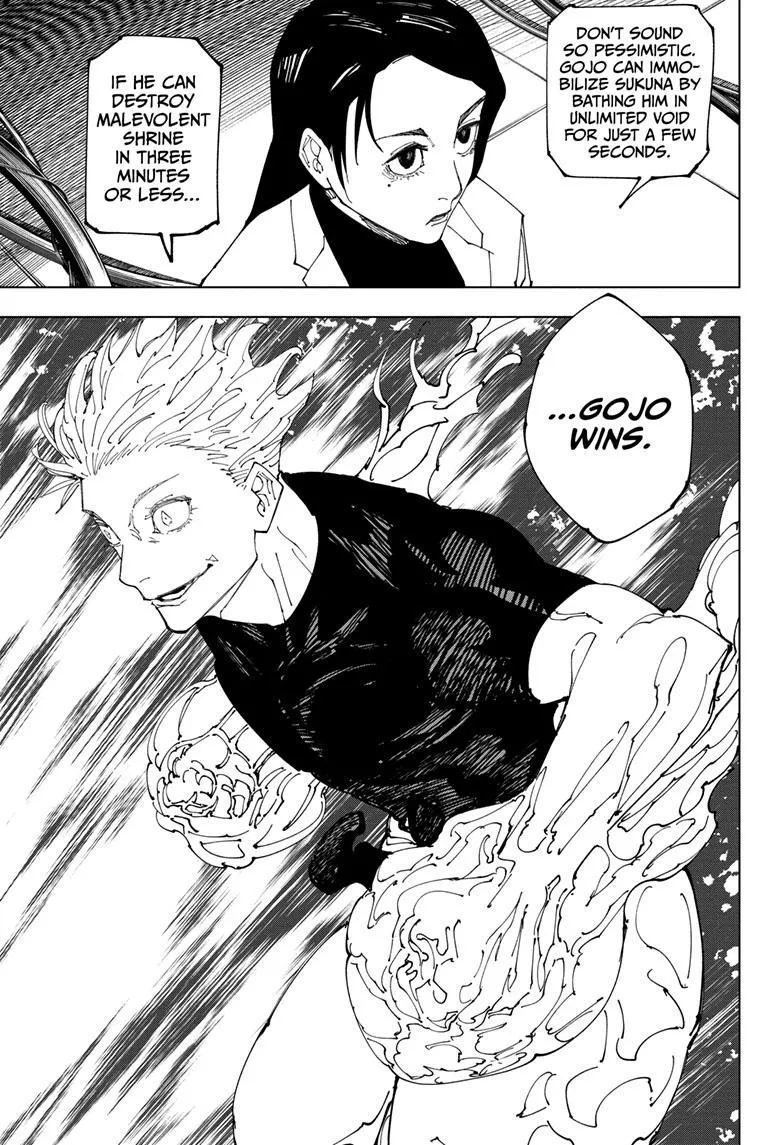 DON'T SOUND
SO PESSIMISTIC.
GOJO CAN IMMO-
BILIZE SUKUNA BY
BATHING HIM IN
UNLIMITED VOID
FOR JUST A FEW
SECONDS.
IF HE CAN
DESTROY
MALEVOLENT
SHRINE
IN THREE
MINUTES
OR LESS...
...GOJO
WINS.